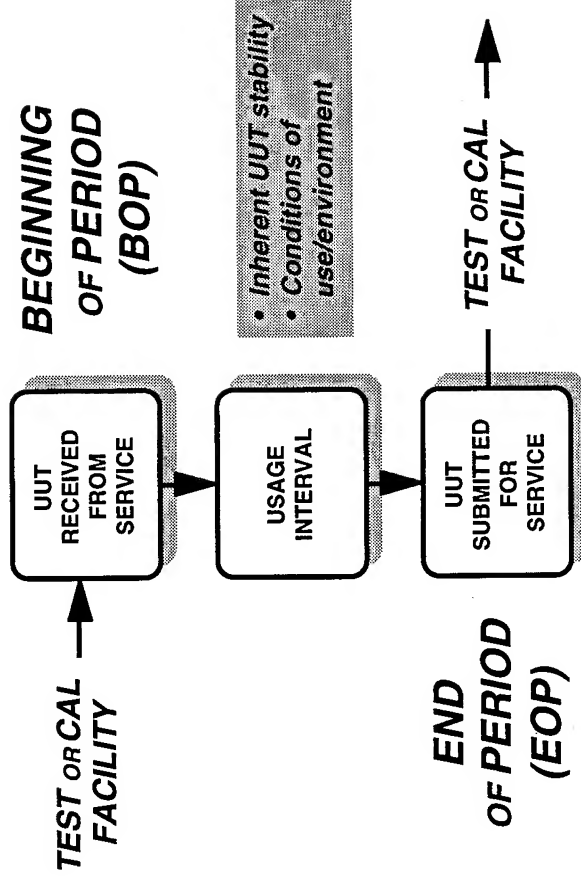 TEST OR CAL
FACILITY
BEGINNING
OF PERIOD
(BOP)
UUT
RECEIVED
FROM
SERVICE
USAGE
INTERVAL
• Inherent UUT stability
• Conditions of
use/environment
END
OF PERIOD
(EOP)
UUT
SUBMITTED
FOR
SERVICE
TEST OR CAL
FACILITY